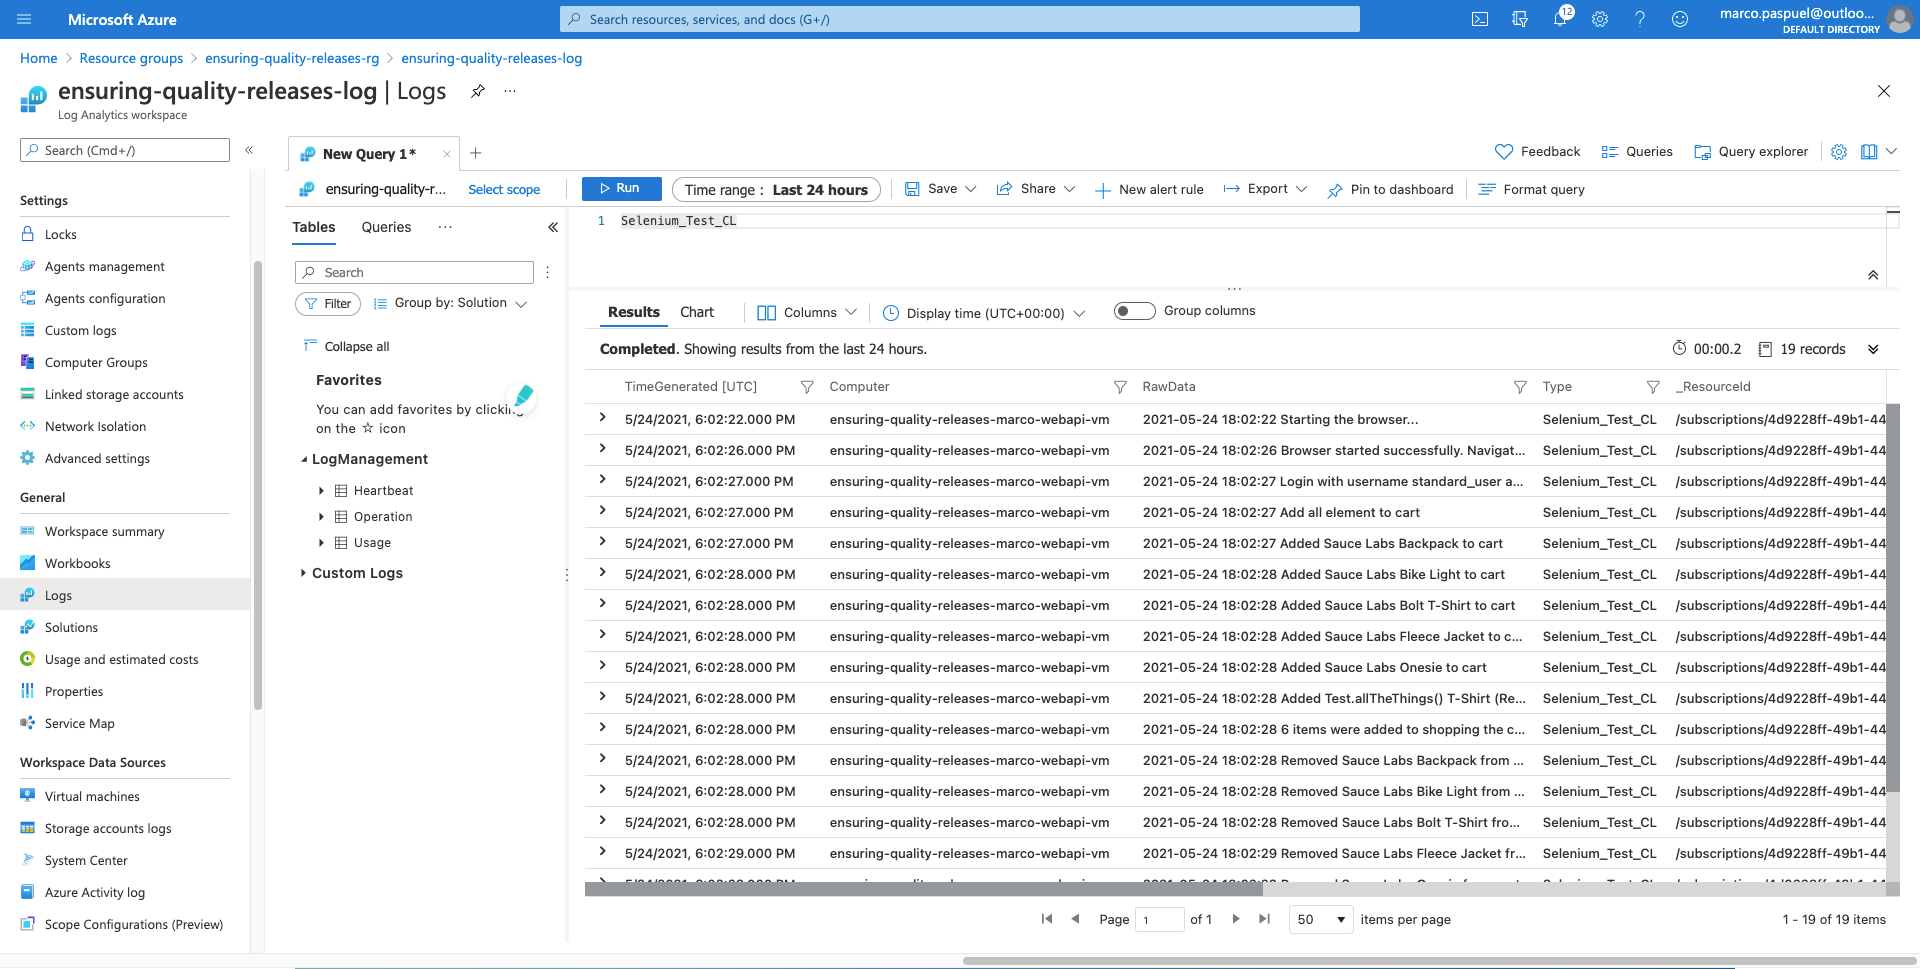 Microsoft Azure
Search resources, services, and docs (G+/)
12
marco.paspuel@outloo...
DEFAULT DIRECTORY
Home > Resource groups > ensuring-quality-releases-rg > ensuring-quality-releases-log
ensuring-quality-releases-log | Logs
Log Analytics workspace
Search (Cmd+/)
Settings
Locks
Agents management
Agents configuration
Custom logs
Computer Groups
Linked storage accounts
Network Isolation
Advanced settings
General
Workspace summary
Workbooks
Logs
Solutions
Usage and estimated costs
Properties
Service Map
Workspace Data Sources
Virtual machines
Storage accounts logs
System Center
Azure Activity log
Scope Configurations (Preview)
New Query 1*
Feedback Queries Query explorer
ensuring-quality-r... Select scope Run Time range : Last 24 hours Save Share New alert rule Export Pin to dashboard Format query
Tables Queries
Search
Filter Group by: Solution
Collapse all
Favorites
You can add favorites by clicking
on the ☆ icon
LogManagement
Heartbeat
Operation
Usage
Custom Logs
1 Selenium_Test_CL
Results Chart Columns Display time (UTC+00:00) Group columns
Completed. Showing results from the last 24 hours. 00:00.2 19 records
TimeGenerated [UTC] Computer RawData Type _ResourceId
5/24/2021, 6:02:22.000 PM ensuring-quality-releases-marco-webapi-vm 2021-05-24 18:02:22 Starting the browser... Selenium_Test_CL /subscriptions/4d9228ff-49b1-44
5/24/2021, 6:02:26.000 PM ensuring-quality-releases-marco-webapi-vm 2021-05-24 18:02:26 Browser started successfully. Navigat... Selenium_Test_CL /subscriptions/4d9228ff-49b1-44
5/24/2021, 6:02:27.000 PM ensuring-quality-releases-marco-webapi-vm 2021-05-24 18:02:27 Login with username standard_user a... Selenium_Test_CL /subscriptions/4d9228ff-49b1-44
5/24/2021, 6:02:27.000 PM ensuring-quality-releases-marco-webapi-vm 2021-05-24 18:02:27 Add all element to cart Selenium_Test_CL /subscriptions/4d9228ff-49b1-44
5/24/2021, 6:02:27.000 PM ensuring-quality-releases-marco-webapi-vm 2021-05-24 18:02:27 Added Sauce Labs Backpack to cart Selenium_Test_CL /subscriptions/4d9228ff-49b1-44
5/24/2021, 6:02:28.000 PM ensuring-quality-releases-marco-webapi-vm 2021-05-24 18:02:28 Added Sauce Labs Bike Light to cart Selenium_Test_CL /subscriptions/4d9228ff-49b1-44
5/24/2021, 6:02:28.000 PM ensuring-quality-releases-marco-webapi-vm 2021-05-24 18:02:28 Added Sauce Labs Bolt T-Shirt to cart Selenium_Test_CL /subscriptions/4d9228ff-49b1-44
5/24/2021, 6:02:28.000 PM ensuring-quality-releases-marco-webapi-vm 2021-05-24 18:02:28 Added Sauce Labs Fleece Jacket to c... Selenium_Test_CL /subscriptions/4d9228ff-49b1-44
5/24/2021, 6:02:28.000 PM ensuring-quality-releases-marco-webapi-vm 2021-05-24 18:02:28 Added Sauce Labs Onesie to cart Selenium_Test_CL /subscriptions/4d9228ff-49b1-44
5/24/2021, 6:02:28.000 PM ensuring-quality-releases-marco-webapi-vm 2021-05-24 18:02:28 Added Test.allTheThings() T-Shirt (Re... Selenium_Test_CL /subscriptions/4d9228ff-49b1-44
5/24/2021, 6:02:28.000 PM ensuring-quality-releases-marco-webapi-vm 2021-05-24 18:02:28 6 items were added to shopping the c... Selenium_Test_CL /subscriptions/4d9228ff-49b1-44
5/24/2021, 6:02:28.000 PM ensuring-quality-releases-marco-webapi-vm 2021-05-24 18:02:28 Removed Sauce Labs Backpack from ... Selenium_Test_CL /subscriptions/4d9228ff-49b1-44
5/24/2021, 6:02:28.000 PM ensuring-quality-releases-marco-webapi-vm 2021-05-24 18:02:28 Removed Sauce Labs Bike Light from ... Selenium_Test_CL /subscriptions/4d9228ff-49b1-44
5/24/2021, 6:02:28.000 PM ensuring-quality-releases-marco-webapi-vm 2021-05-24 18:02:28 Removed Sauce Labs Bolt T-Shirt fro... Selenium_Test_CL /subscriptions/4d9228ff-49b1-44
5/24/2021, 6:02:29.000 PM ensuring-quality-releases-marco-webapi-vm 2021-05-24 18:02:29 Removed Sauce Labs Fleece Jacket fr... Selenium_Test_CL /subscriptions/4d9228ff-49b1-44
Page 1 of 1 50 items per page 1 - 19 of 19 items